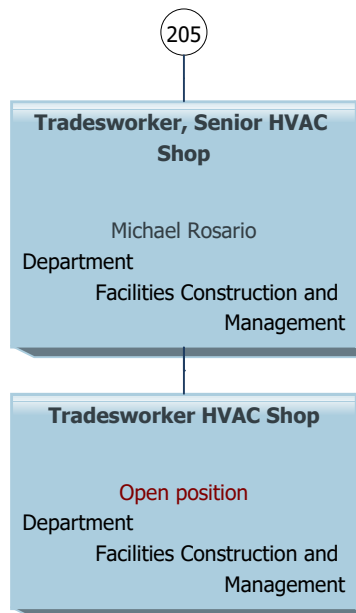 205
Tradesworker, Senior HVAC
Shop
Michael Rosario
Department
Facilities Construction and
Management
Tradesworker HVAC Shop
Open position
Department
Facilities Construction and
Management